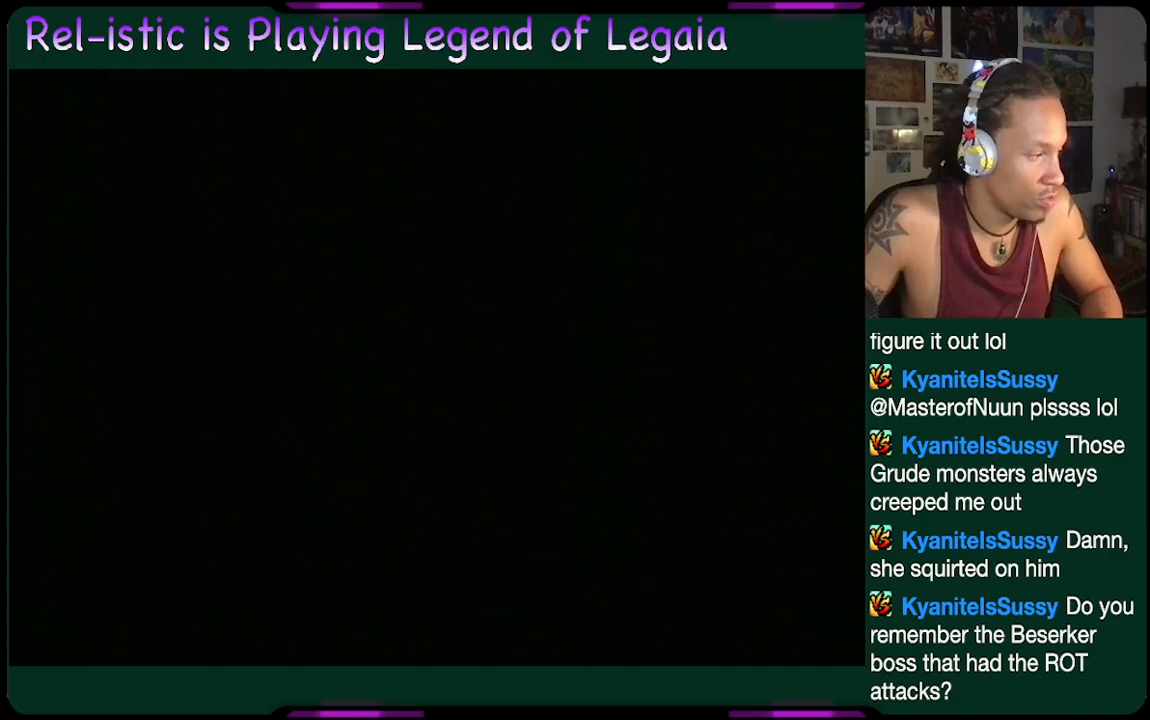 Rel-istic is Playing Legend of Legaia
figure it out lol
KyaniteIsSussy
@MasterofNuun plssss lol
KyaniteIsSussy Those
Grude monsters always
creeped me out
KyaniteIsSussy Damn,
she squirted on him
KyaniteIsSussy Do you
remember the Beserker
boss that had the ROT
attacks?